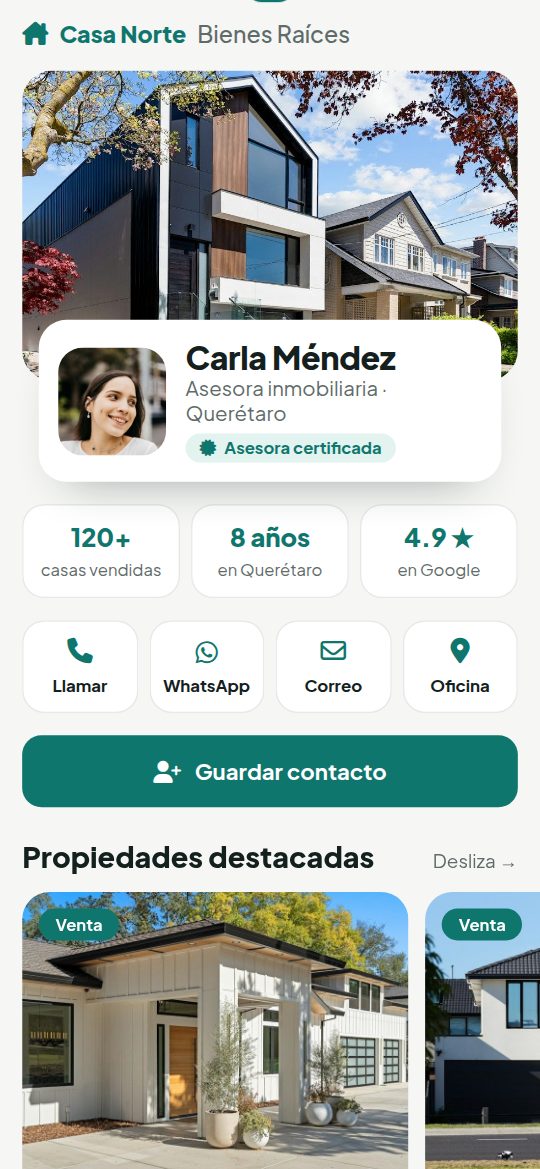 Casa Norte Bienes Raíces
Carla Méndez
Asesora inmobiliaria ·
Querétaro
Asesora certificada
120+
casas vendidas
8 años
en Querétaro
4.9 ★
en Google
Llamar
WhatsApp
Correo
Oficina
Guardar contacto
Propiedades destacadas
Desliza →
Venta
Venta